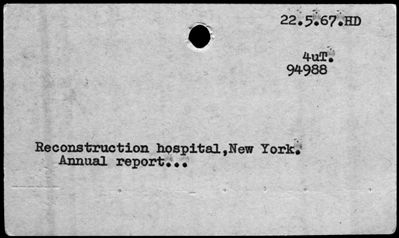 22.5.67.HD
4uT.
94988
Reconstruction hospital,New York.
Annual report...